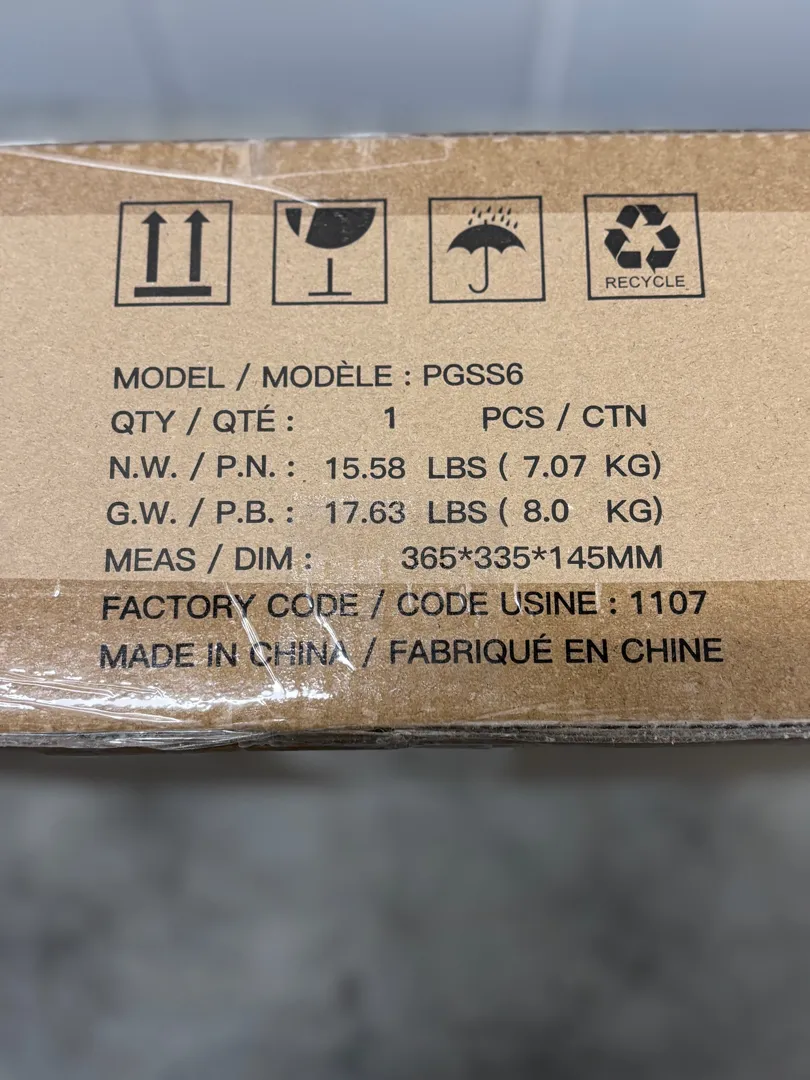 RECYCLE
MODEL / MODÈLE : PGSS6
QTY / QTÉ : 1 PCS / CTN
N.W. / P.N. : 15.58 LBS ( 7.07 KG)
G.W. / P.B. : 17.63 LBS ( 8.0 KG)
MEAS / DIM : 365*335*145MM
FACTORY CODE / CODE USINE : 1107
MADE IN CHINA / FABRIQUÉ EN CHINE